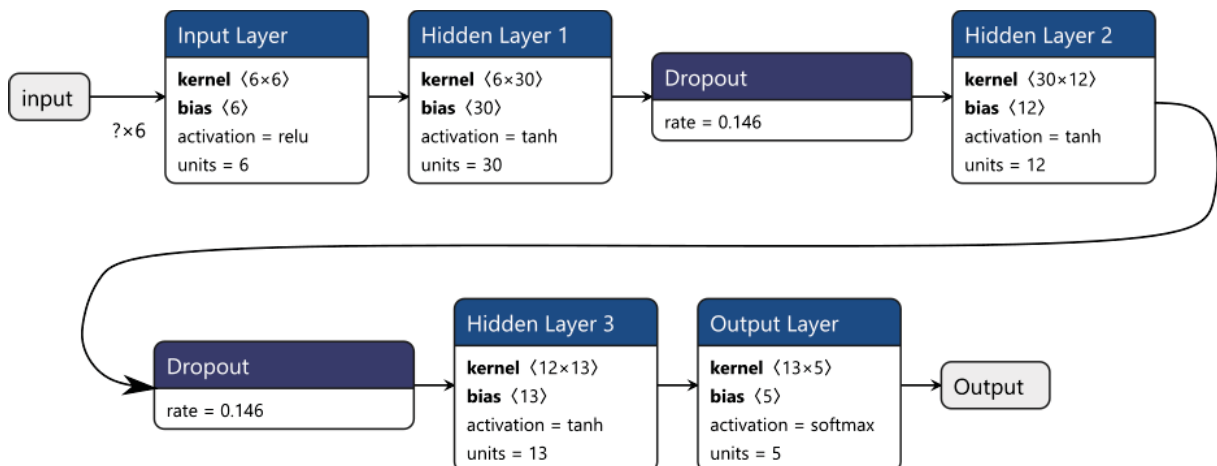 input
?×6
Input Layer
kernel 〈6×6〉
bias 〈6〉
activation = relu
units = 6
Hidden Layer 1
kernel 〈6×30〉
bias 〈30〉
activation = tanh
units = 30
Dropout
rate = 0.146
Hidden Layer 2
kernel 〈30×12〉
bias 〈12〉
activation = tanh
units = 12
Dropout
rate = 0.146
Hidden Layer 3
kernel 〈12×13〉
bias 〈13〉
activation = tanh
units = 13
Output Layer
kernel 〈13×5〉
bias 〈5〉
activation = softmax
units = 5
Output